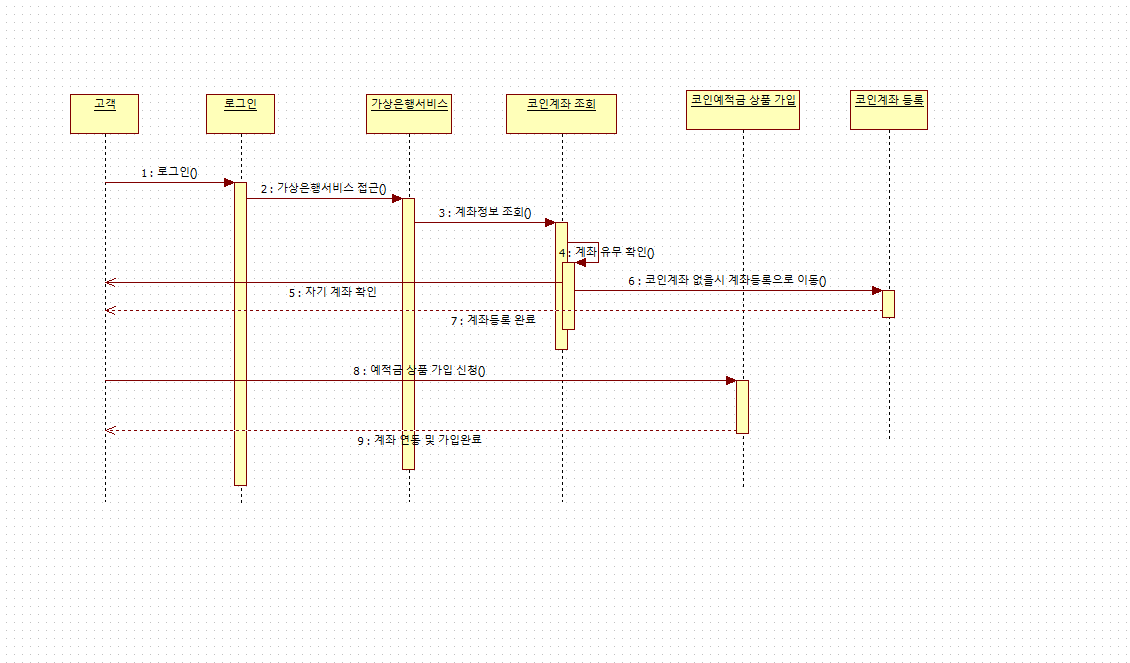 고객
로그인
가상은행서비스
코인계좌 조회
코인예적금 상품 가입
코인계좌 등록
1 : 로그인()
2 : 가상은행서비스 접근()
3 : 계좌정보 조회()
4 : 계좌 유무 확인()
5 : 자기 계좌 확인
6 : 코인계좌 없을시 계좌등록으로 이동()
7 : 계좌등록 완료
8 : 예적금 상품 가입 신청()
9 : 계좌 연동 및 가입완료